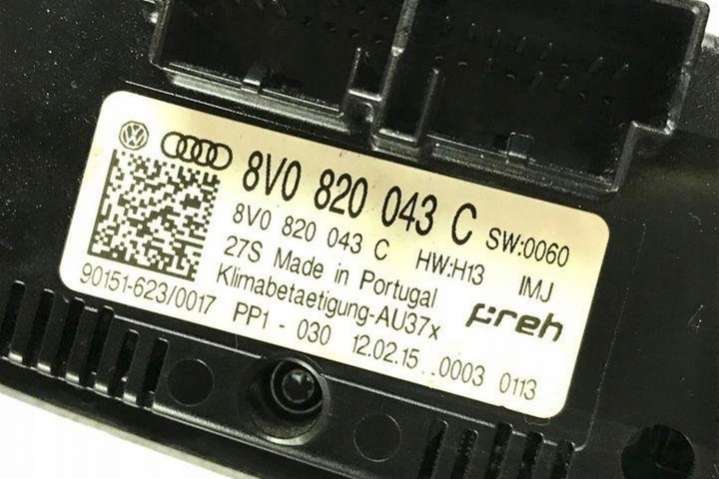 8V0 820 043 C SW:0060
8V0 820 043 C HW:H13 IMJ
27S Made in Portugal
Klimabetaetigung-AU37x preh
90151-623/0017 PP1 - 030 12.02.15 . .0003 0113